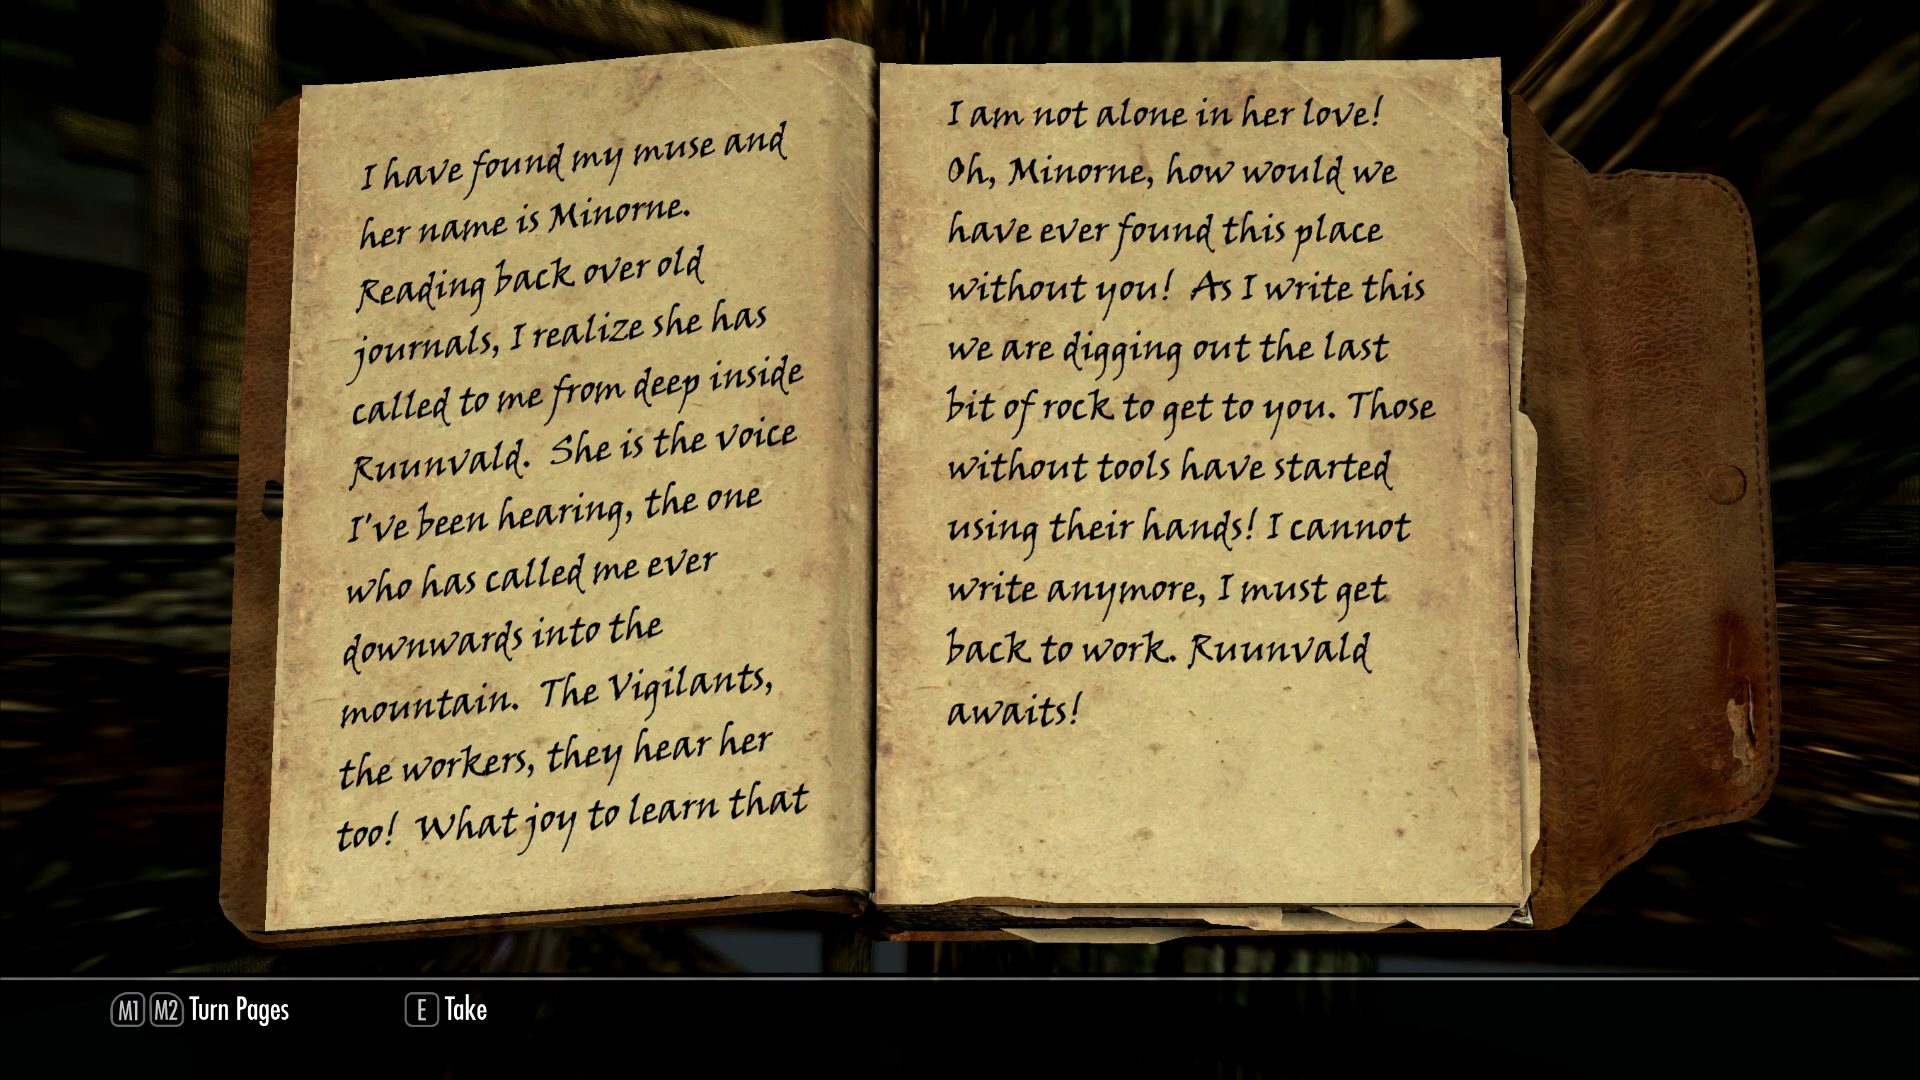 I have found my muse and
her name is Minorne.
Reading back over old
journals, I realize she has
called to me from deep inside
Ruunvald.  She is the voice
I've been hearing, the one
who has called me ever
downwards into the
mountain.  The Vigilants,
the workers, they hear her
too!  What joy to learn that
I am not alone in her love!
Oh, Minorne, how would we
have ever found this place
without you!  As I write this
we are digging out the last
bit of rock to get to you. Those
without tools have started
using their hands! I cannot
write anymore, I must get
back to work. Ruunvald
awaits!
M1 M2 Turn Pages
E Take